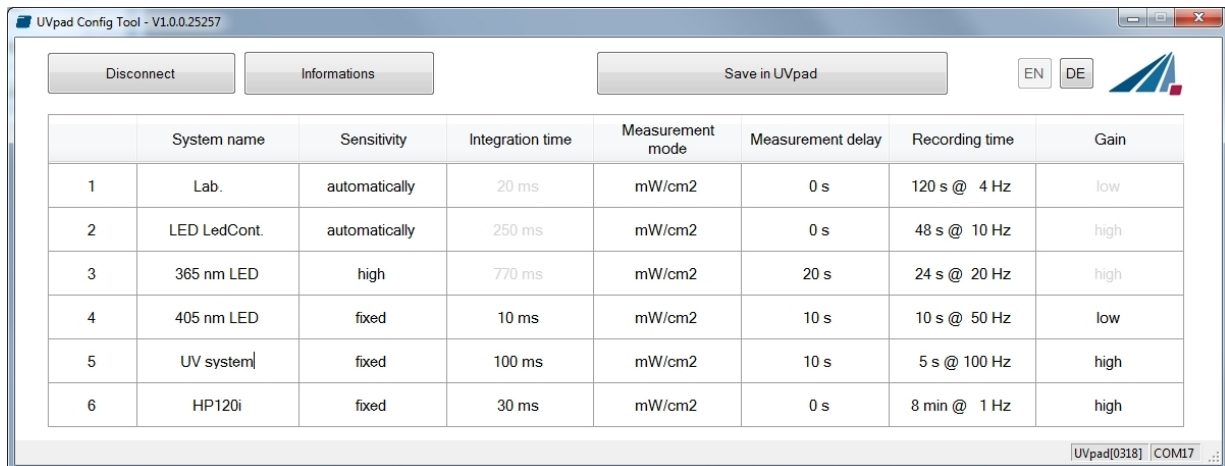 UVpad Config Tool - V1.0.0.25257
Disconnect Informations Save in UVpad EN DE
System name Sensitivity Integration time Measurement mode Measurement delay Recording time Gain
1 Lab. automatically 20 ms mW/cm2 0 s 120 s @ 4 Hz low
2 LED LedCont. automatically 250 ms mW/cm2 0 s 48 s @ 10 Hz high
3 365 nm LED high 770 ms mW/cm2 20 s 24 s @ 20 Hz high
4 405 nm LED fixed 10 ms mW/cm2 10 s 10 s @ 50 Hz low
5 UV system fixed 100 ms mW/cm2 10 s 5 s @ 100 Hz high
6 HP120i fixed 30 ms mW/cm2 0 s 8 min @ 1 Hz high
UVpad[0318] COM17